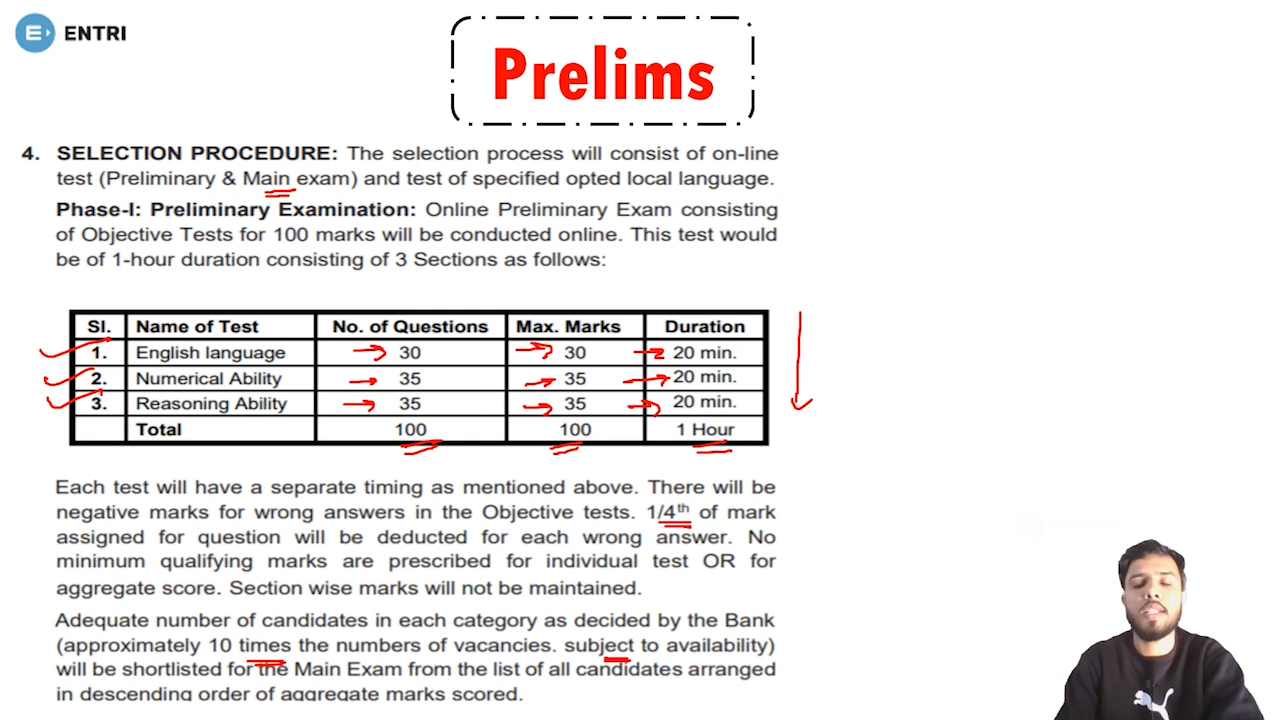 ENTRI
Prelims
4. SELECTION PROCEDURE: The selection process will consist of on-line
test (Preliminary & Main exam) and test of specified opted local language.
Phase-I: Preliminary Examination: Online Preliminary Exam consisting
of Objective Tests for 100 marks will be conducted online. This test would
be of 1-hour duration consisting of 3 Sections as follows:
Sl. Name of Test No. of Questions Max. Marks Duration
1. English language 30 30 20 min.
2. Numerical Ability 35 35 20 min.
3. Reasoning Ability 35 35 20 min.
Total 100 100 1 Hour
Each test will have a separate timing as mentioned above. There will be
negative marks for wrong answers in the Objective tests. 1/4th of mark
assigned for question will be deducted for each wrong answer. No
minimum qualifying marks are prescribed for individual test OR for
aggregate score. Section wise marks will not be maintained.
Adequate number of candidates in each category as decided by the Bank
(approximately 10 times the numbers of vacancies. subject to availability)
will be shortlisted for the Main Exam from the list of all candidates arranged
in descending order of aggregate marks scored.